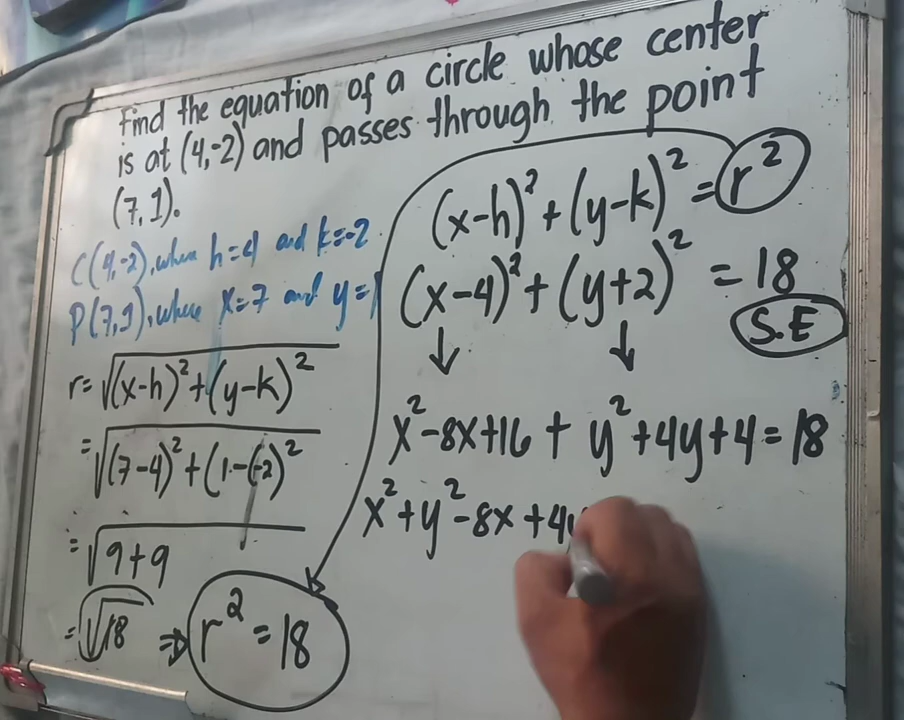 Find the equation of a circle whose center
is at (4,-2) and passes through the point
(7,1).
C(4,-2), where h=4 and k=-2
P(7,1), where x=7 and y=1
r=√(x-h)²+(y-k)²
=√(7-4)²+(1-(-2)²
=√9+9
=√18 ⇒ r²=18
(x-h)²+(y-k)²=r²
(x-4)²+(y+2)²=18
S.E
↓ ↓
x²-8x+16+y²+4y+4=18
x²+y²-8x+4y